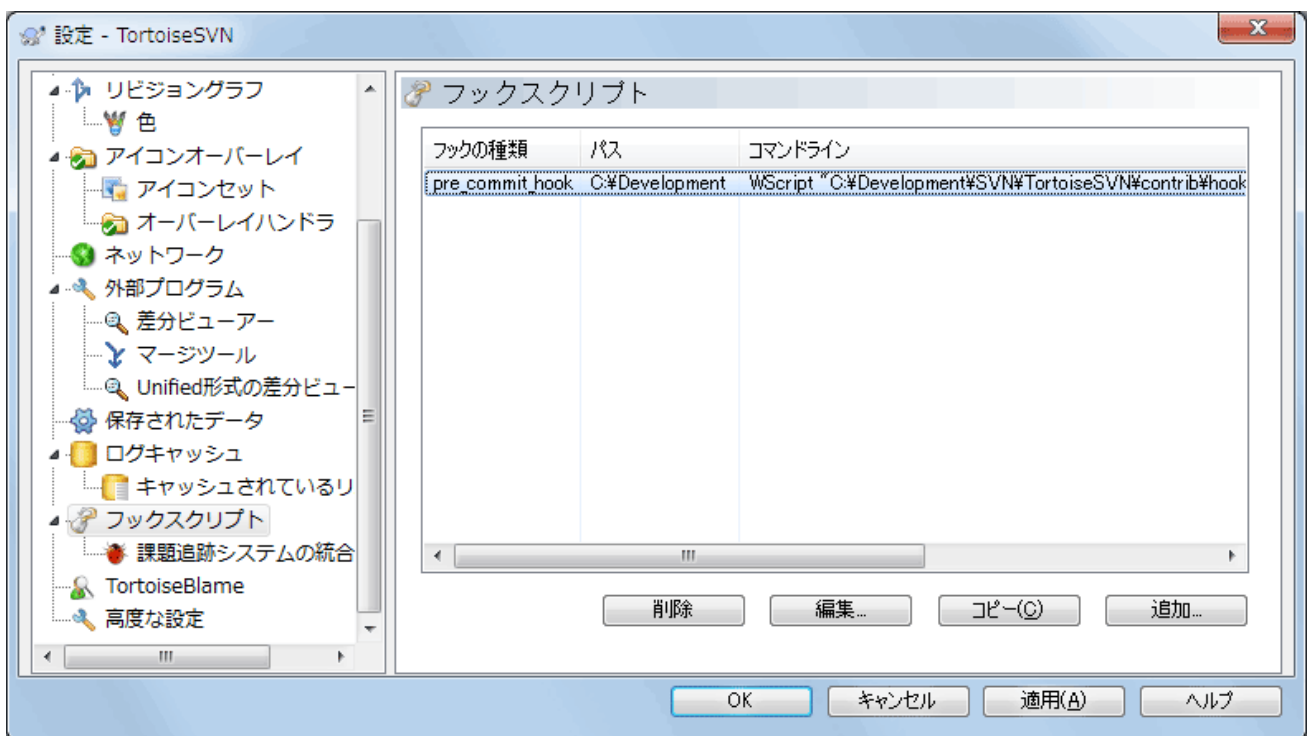 設定 - TortoiseSVN
リビジョングラフ
色
アイコンオーバーレイ
アイコンセット
オーバーレイハンドラ
ネットワーク
外部プログラム
差分ビューアー
マージツール
Unified形式の差分ビュー
保存されたデータ
ログキャッシュ
キャッシュされているリ
フックスクリプト
課題追跡システムの統合
TortoiseBlame
高度な設定
フックスクリプト
フックの種類 パス コマンドライン
pre_commit_hook C:¥Development WScript "C:¥Development¥SVN¥TortoiseSVN¥contrib¥hook
削除 編集... コピー(C) 追加...
OK キャンセル 適用(A) ヘルプ